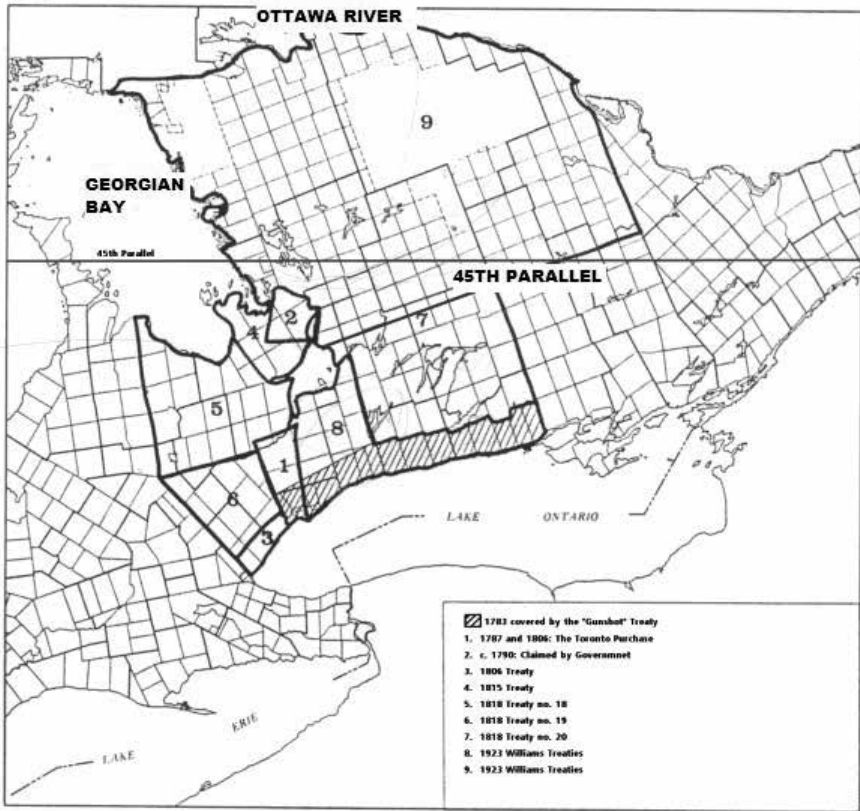 OTTAWA RIVER
9
GEORGIAN
BAY
45th Parallel
45TH PARALLEL
2
4
7
5
8
1
6
3
LAKE ONTARIO
LAKE ERIE
1783 covered by the "Gunshot" Treaty
1. 1787 and 1806: The Toronto Purchase
2. c. 1790: Claimed by Governmnet
3. 1806 Treaty
4. 1815 Treaty
5. 1818 Treaty no. 18
6. 1818 Treaty no. 19
7. 1818 Treaty no. 20
8. 1923 Williams Treaties
9. 1923 Williams Treaties